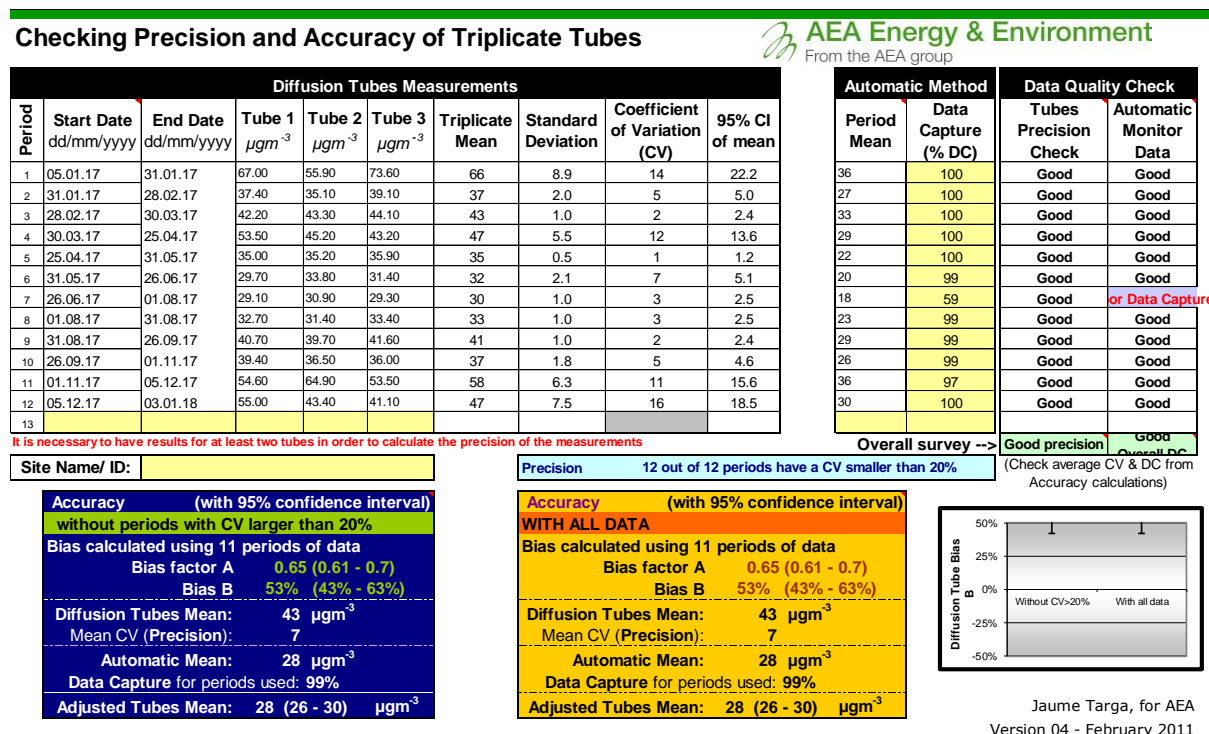 Checking Precision and Accuracy of Triplicate Tubes
AEA Energy & Environment
From the AEA group
Diffusion Tubes Measurements
Automatic Method
Data Quality Check
Period
Start Date dd/mm/yyyy
End Date dd/mm/yyyy
Tube 1 µgm-3
Tube 2 µgm-3
Tube 3 µgm-3
Triplicate Mean
Standard Deviation
Coefficient of Variation (CV)
95% CI of mean
Period Mean
Data Capture (% DC)
Tubes Precision Check
Automatic Monitor Data
1 05.01.17 31.01.17 67.00 55.90 73.60 66 8.9 14 22.2 36 100 Good Good
2 31.01.17 28.02.17 37.40 35.10 39.10 37 2.0 5 5.0 27 100 Good Good
3 28.02.17 30.03.17 42.20 43.30 44.10 43 1.0 2 2.4 33 100 Good Good
4 30.03.17 25.04.17 53.50 45.20 43.20 47 5.5 12 13.6 29 100 Good Good
5 25.04.17 31.05.17 35.00 35.20 35.90 35 0.5 1 1.2 22 100 Good Good
6 31.05.17 26.06.17 29.70 33.80 31.40 32 2.1 7 5.1 20 99 Good Good
7 26.06.17 01.08.17 29.10 30.90 29.30 30 1.0 3 2.5 18 59 Good or Data Capture
8 01.08.17 31.08.17 32.70 31.40 33.40 33 1.0 3 2.5 23 99 Good Good
9 31.08.17 26.09.17 40.70 39.70 41.60 41 1.0 2 2.4 29 99 Good Good
10 26.09.17 01.11.17 39.40 36.50 36.00 37 1.8 5 4.6 26 99 Good Good
11 01.11.17 05.12.17 54.60 64.90 53.50 58 6.3 11 15.6 36 97 Good Good
12 05.12.17 03.01.18 55.00 43.40 41.10 47 7.5 16 18.5 30 100 Good Good
13
It is necessary to have results for at least two tubes in order to calculate the precision of the measurements
Overall survey --> Good precision Good Overall DC
Site Name/ ID:
Precision 12 out of 12 periods have a CV smaller than 20%
(Check average CV & DC from
Accuracy calculations)
Accuracy (with 95% confidence interval)
without periods with CV larger than 20%
Bias calculated using 11 periods of data
Bias factor A 0.65 (0.61 - 0.7)
Bias B 53% (43% - 63%)
Diffusion Tubes Mean: 43 µgm-3
Mean CV (Precision): 7
Automatic Mean: 28 µgm-3
Data Capture for periods used: 99%
Adjusted Tubes Mean: 28 (26 - 30) µgm-3
Accuracy (with 95% confidence interval)
WITH ALL DATA
Bias calculated using 11 periods of data
Bias factor A 0.65 (0.61 - 0.7)
Bias B 53% (43% - 63%)
Diffusion Tubes Mean: 43 µgm-3
Mean CV (Precision): 7
Automatic Mean: 28 µgm-3
Data Capture for periods used: 99%
Adjusted Tubes Mean: 28 (26 - 30) µgm-3
Diffusion Tube Bias B
50%
25%
0%
-25%
-50%
Without CV>20% With all data
Jaume Targa, for AEA
Version 04 - February 2011